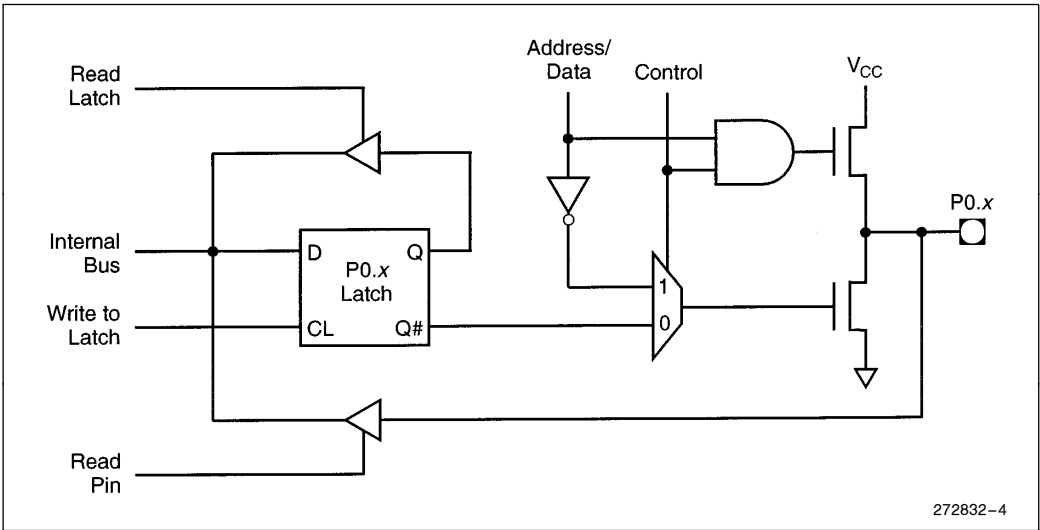 Read
Latch
Address/
Data
Control
VCC
P0.x
Internal
Bus
D
Q
P0.x
Latch
1
0
Write to
Latch
CL
Q#
Read
Pin
272832–4